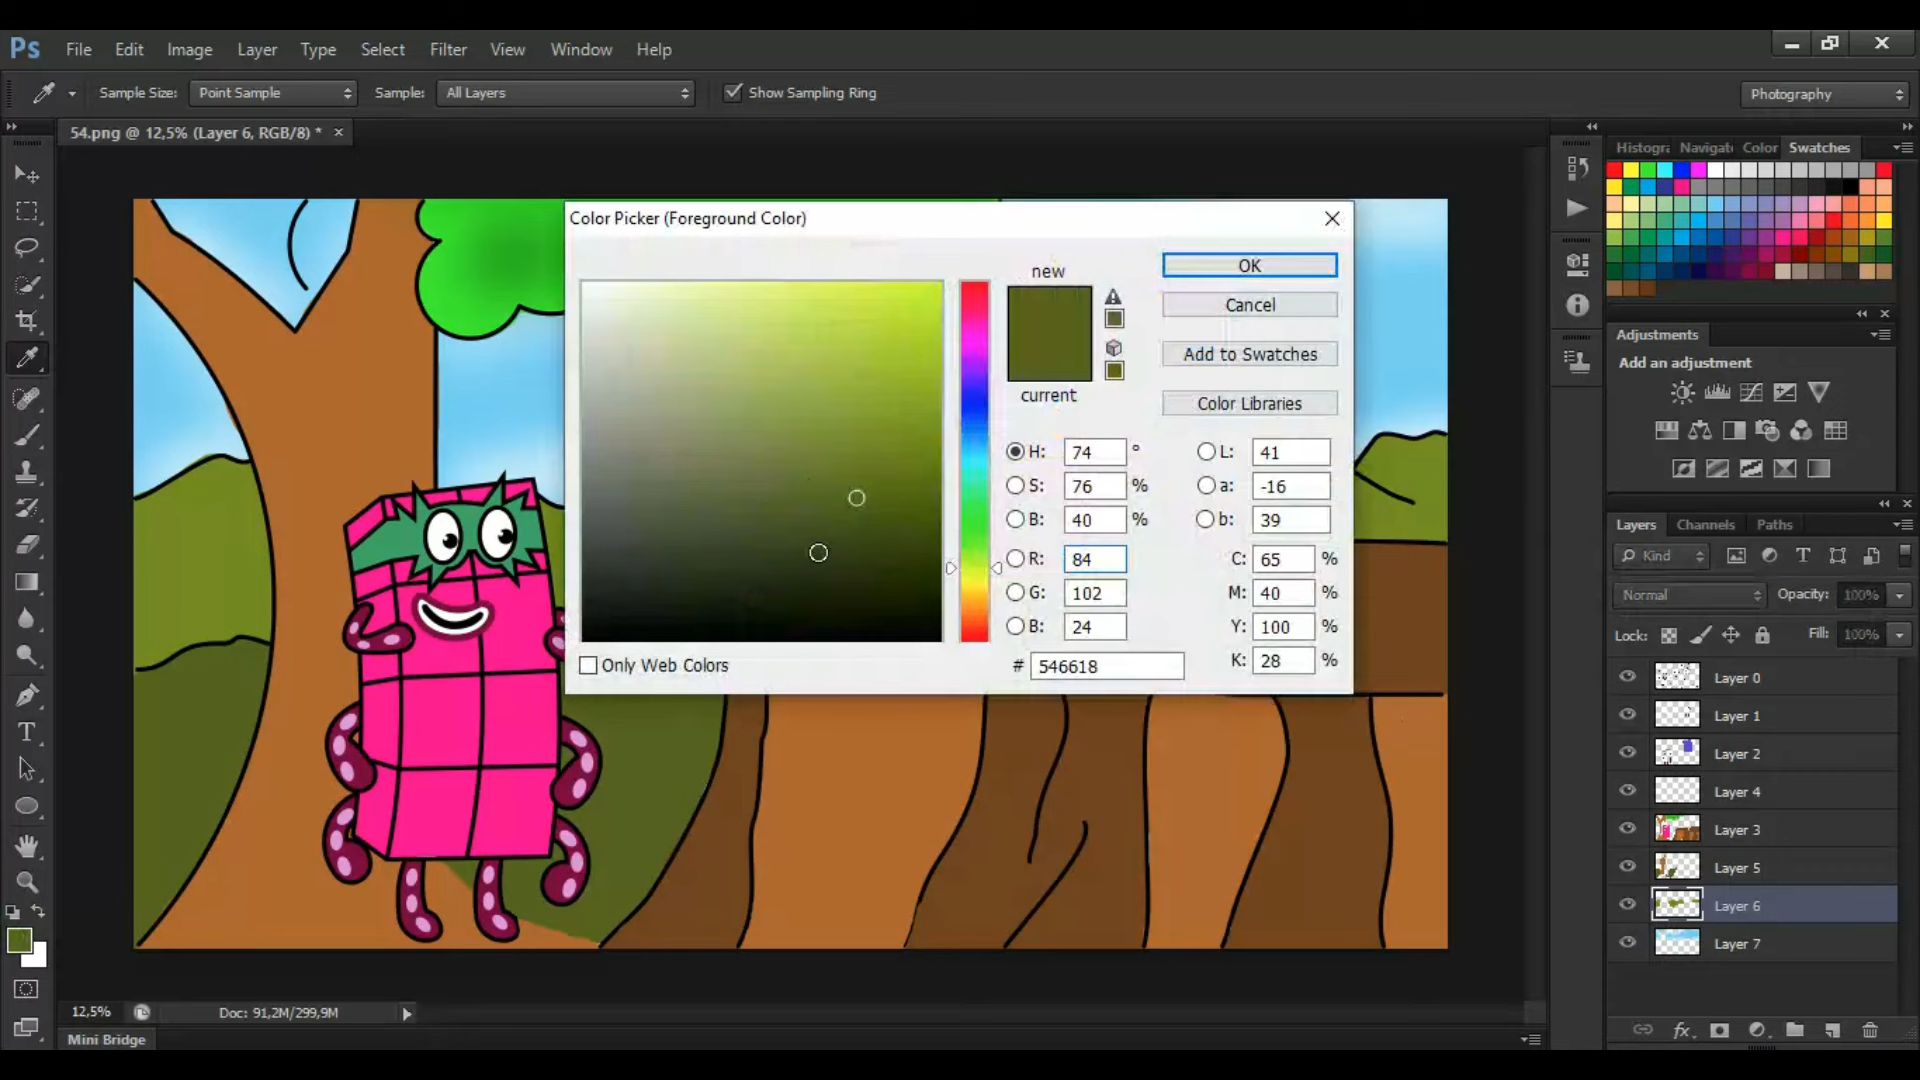 Ps File Edit Image Layer Type Select Filter View Window Help
Sample Size: Point Sample Sample: All Layers Show Sampling Ring Photography
54.png @ 12,5% (Layer 6, RGB/8) * ×
Histogra Navigat Color Swatches
Color Picker (Foreground Color)
new
OK
Cancel
Add to Swatches
current
Color Libraries
H: 74 ° L: 41
S: 76 % a: -16
B: 40 % b: 39
R: 84 C: 65 %
G: 102 M: 40 %
B: 24 Y: 100 %
# 546618 K: 28 %
Only Web Colors
Adjustments
Add an adjustment
Layers Channels Paths
Kind
Normal Opacity: 100%
Lock: Fill: 100%
Layer 0
Layer 1
Layer 2
Layer 4
Layer 3
Layer 5
Layer 6
Layer 7
fx
12,5% Doc: 91,2M/299,9M
Mini Bridge